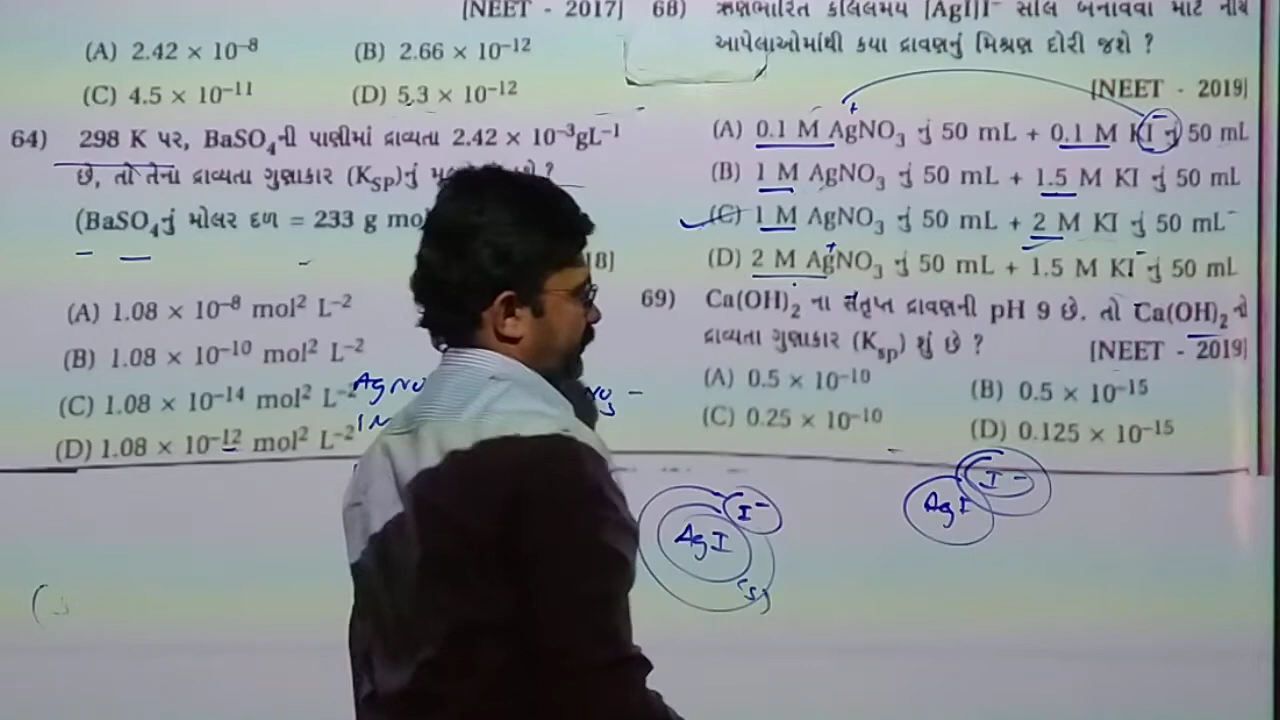 [NEET - 2017]
(A) 2.42 × 10⁻⁸ (B) 2.66 × 10⁻¹²
(C) 4.5 × 10⁻¹¹ (D) 5.3 × 10⁻¹²
64) 298 K પર, BaSO₄ની પાણીમાં દ્રાવ્યતા 2.42 × 10⁻³gL⁻¹
છે, તો તેના દ્રાવ્યતા ગુણાકાર (K_SP)નું
(BaSO₄નું મોલર દળ = 233 g
8]
(A) 1.08 × 10⁻⁸ mol² L⁻²
(B) 1.08 × 10⁻¹⁰ mol² L⁻²
(C) 1.08 × 10⁻¹⁴ mol² L⁻²
(D) 1.08 × 10⁻¹² mol² L⁻²
68) ઋણભારિત કલિલમય [AgI]I⁻ સોલ બનાવવા માટે નીચે
આપેલાઓમાંથી કયા દ્રાવણનું મિશ્રણ દોરી જશે ?
[NEET - 2019]
(A) 0.1 M AgNO₃ નું 50 mL + 0.1 M KI નું 50 mL
(B) 1 M AgNO₃ નું 50 mL + 1.5 M KI નું 50 mL
(C) 1 M AgNO₃ નું 50 mL + 2 M KI નું 50 mL
(D) 2 M AgNO₃ નું 50 mL + 1.5 M KI નું 50 mL
69) Ca(OH)₂ ના સંતૃપ્ત દ્રાવણની pH 9 છે. તો Ca(OH)₂નો
દ્રાવ્યતા ગુણાકાર (K_sp) શું છે ?
[NEET - 2019]
(A) 0.5 × 10⁻¹⁰ (B) 0.5 × 10⁻¹⁵
(C) 0.25 × 10⁻¹⁰ (D) 0.125 × 10⁻¹⁵
AgI I⁻ (s)
AgI I⁻